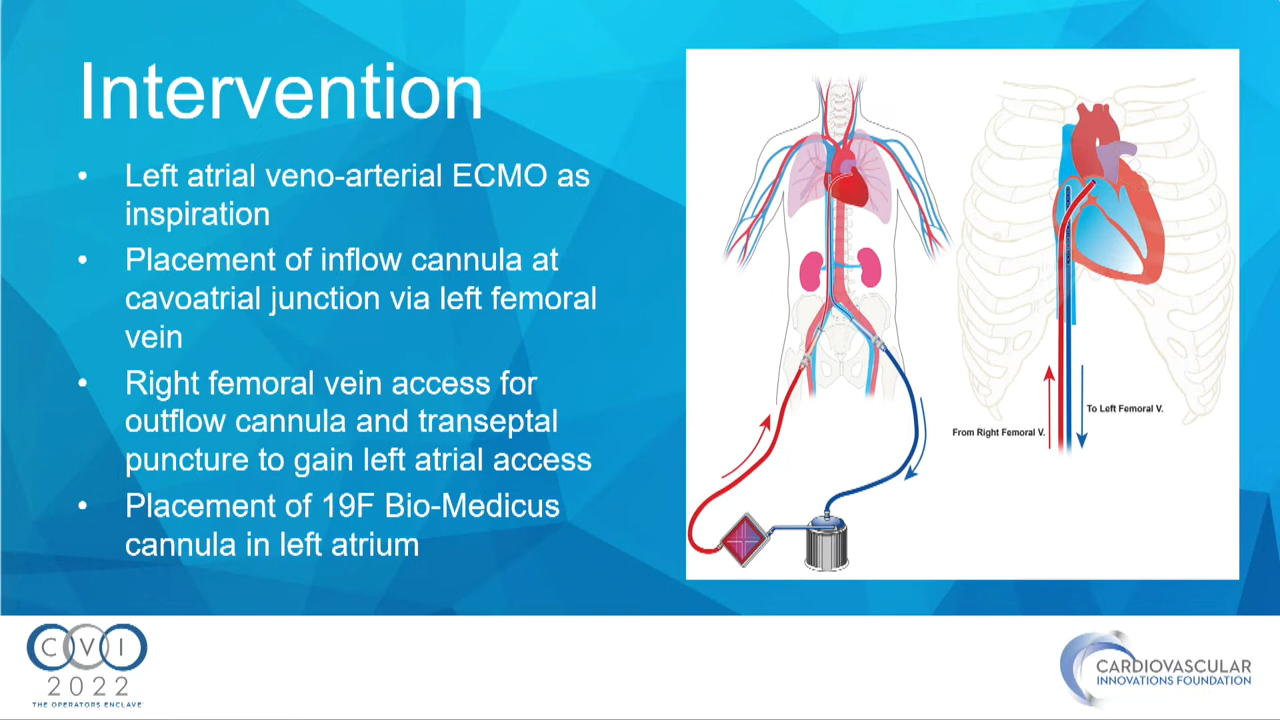 Intervention
• Left atrial veno-arterial ECMO as
inspiration
• Placement of inflow cannula at
cavoatrial junction via left femoral
vein
• Right femoral vein access for
outflow cannula and transeptal
puncture to gain left atrial access
• Placement of 19F Bio-Medicus
cannula in left atrium
To Left Femoral V.
From Right Femoral V.
CVI
2022
THE OPERATORS ENCLAVE
CARDIOVASCULAR
INNOVATIONS FOUNDATION